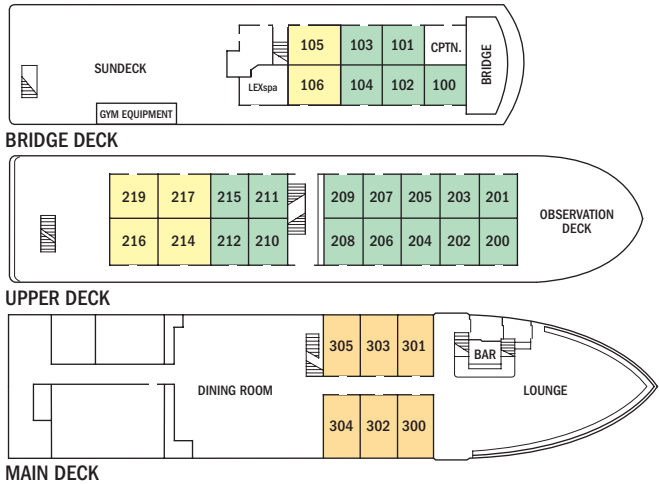 105 103 101 CPTN.
SUNDECK
BRIDGE
LEXspa 106 104 102 100
GYM EQUIPMENT
BRIDGE DECK
219 217 215 211 209 207 205 203 201
OBSERVATION
DECK
216 214 212 210 208 206 204 202 200
UPPER DECK
305 303 301
BAR
DINING ROOM
LOUNGE
304 302 300
MAIN DECK